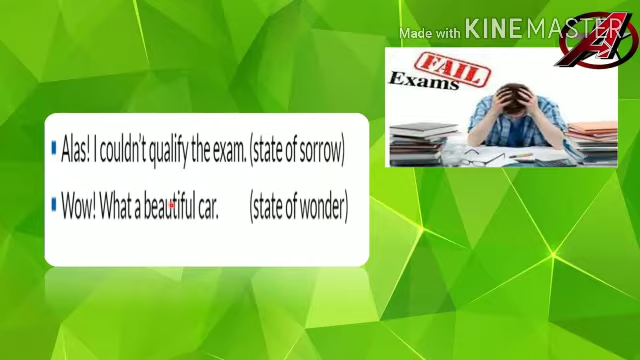 Made with KINEMASTER
FAIL
Exams
Alas! I couldn't qualify the exam. (state of sorrow)
Wow! What a beautiful car. (state of wonder)